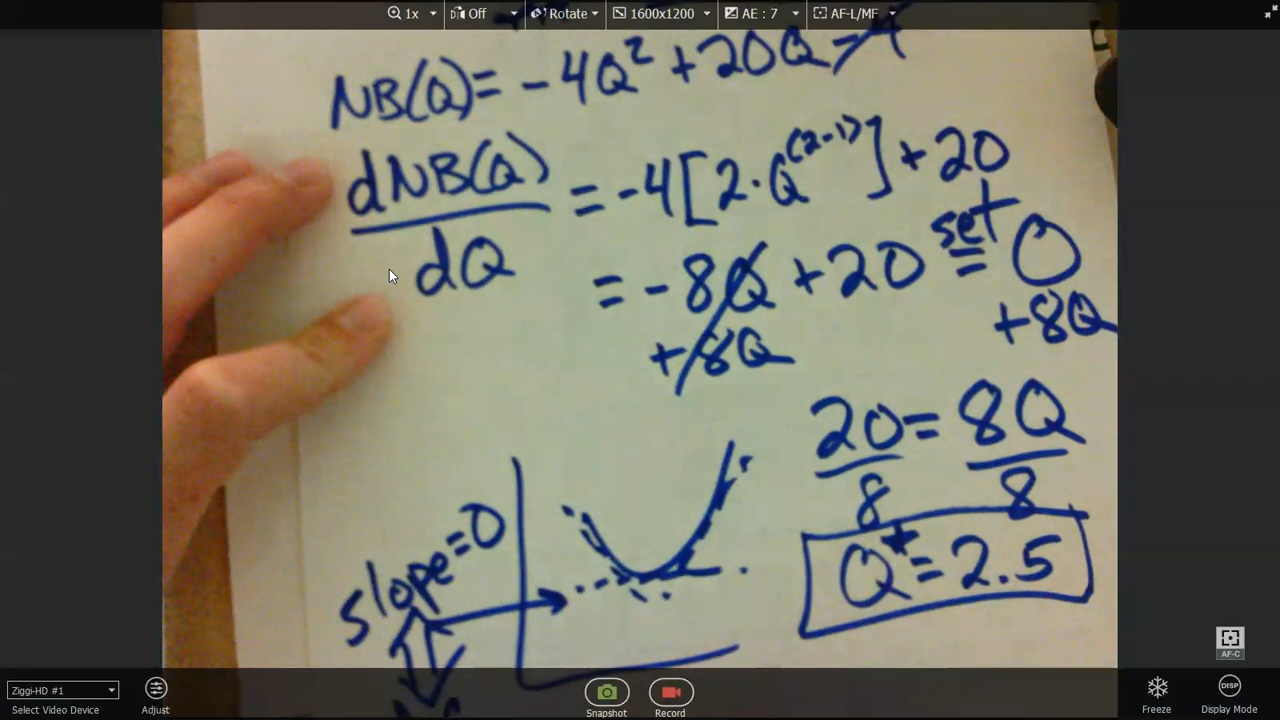 1x Off Rotate 1600x1200 AE : 7 AF-L/MF
NB(Q)= -4Q² +20Q-4
dNB(Q)/dQ = -4[2·Q^(2-1)] +20
= -8Q +20 set = 0
+8Q +8Q
20/8 = 8Q/8
Q* = 2.5
slope=0
AF-C
Ziggi-HD #1
Select Video Device
Adjust
Snapshot
Record
Freeze
DISP
Display Mode